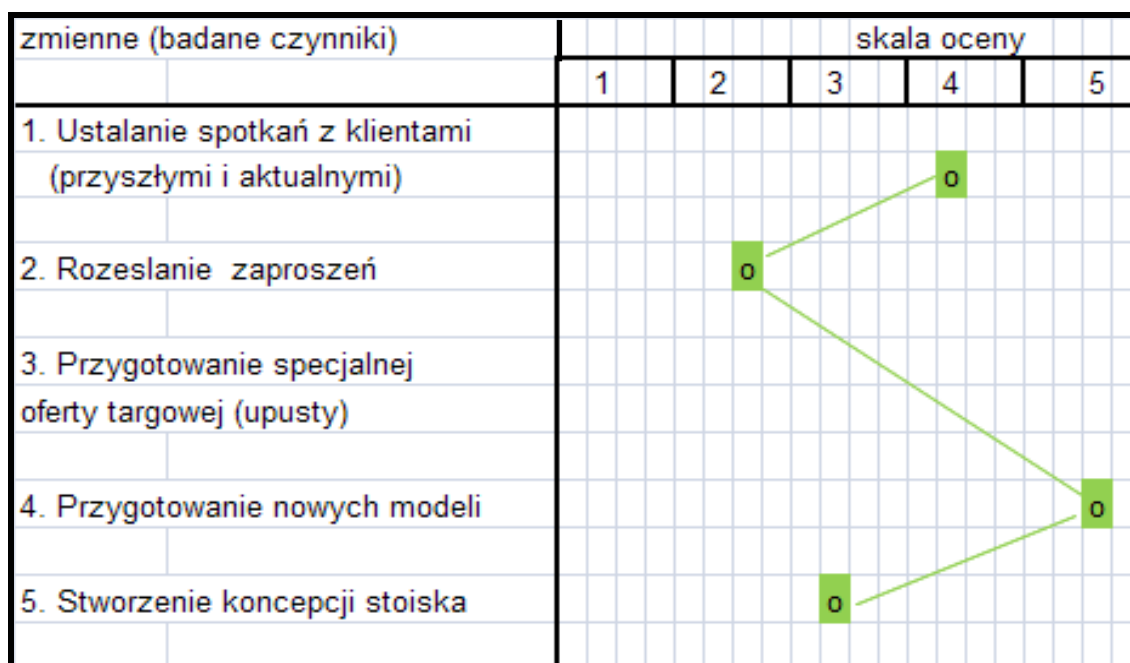 zmienne (badane czynniki) skala oceny
1 2 3 4 5
1. Ustalanie spotkań z klientami
(przyszłymi i aktualnymi) o
2. Rozeslanie zaproszeń o
3. Przygotowanie specjalnej
oferty targowej (upusty)
4. Przygotowanie nowych modeli o
5. Stworzenie koncepcji stoiska o